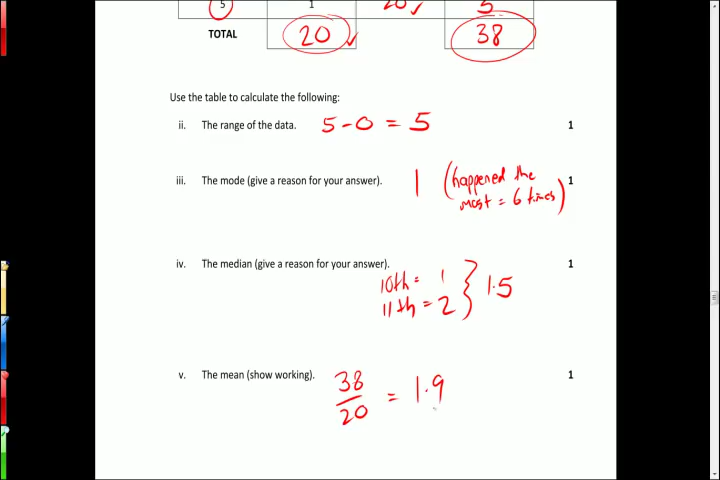 5 1 20 5
TOTAL 20 38
Use the table to calculate the following:
ii. The range of the data. 5 - 0 = 5 1
iii. The mode (give a reason for your answer). 1 (happened the 1
most = 6 times)
iv. The median (give a reason for your answer). 1
10th = 1
11th = 2 } 1.5
v. The mean (show working). 38/20 = 1.9 1